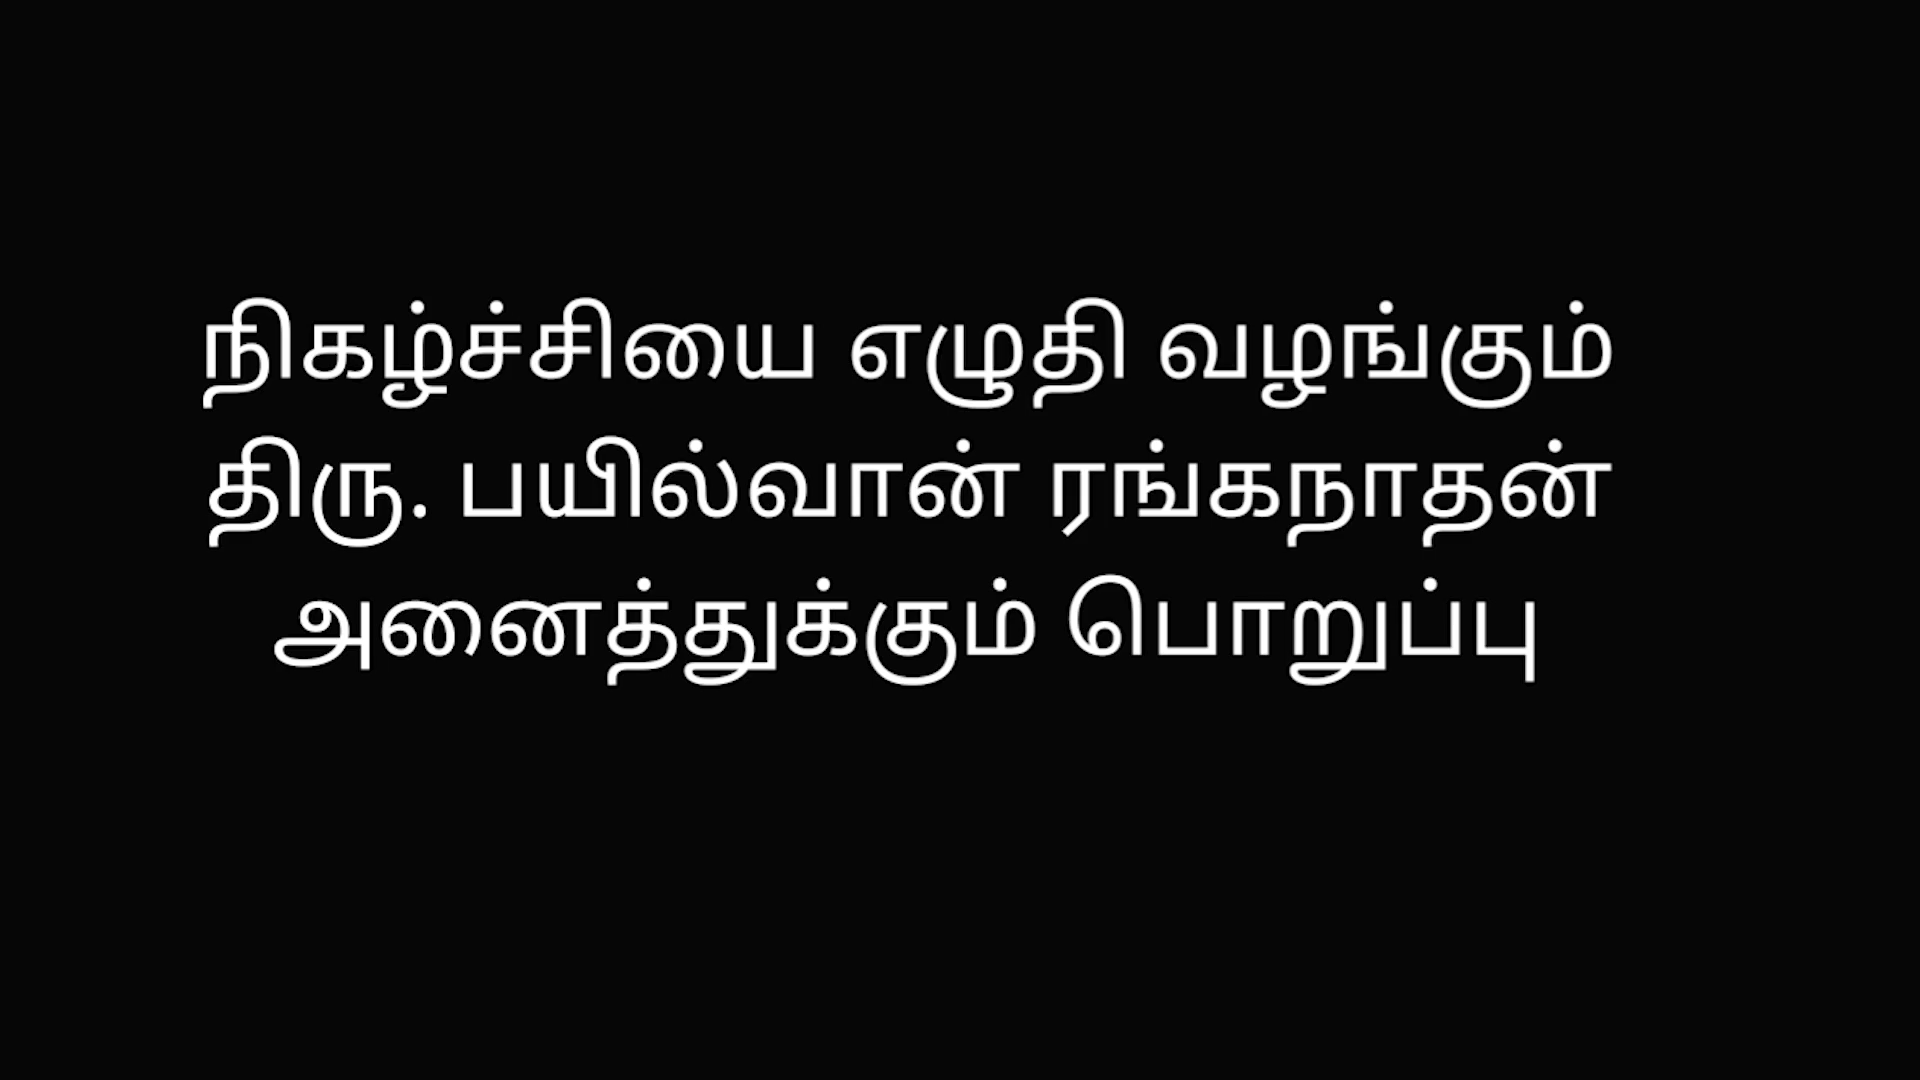 நிகழ்ச்சியை எழுதி வழங்கும்
திரு. பயில்வான் ரங்கநாதன்
அனைத்துக்கும் பொறுப்பு